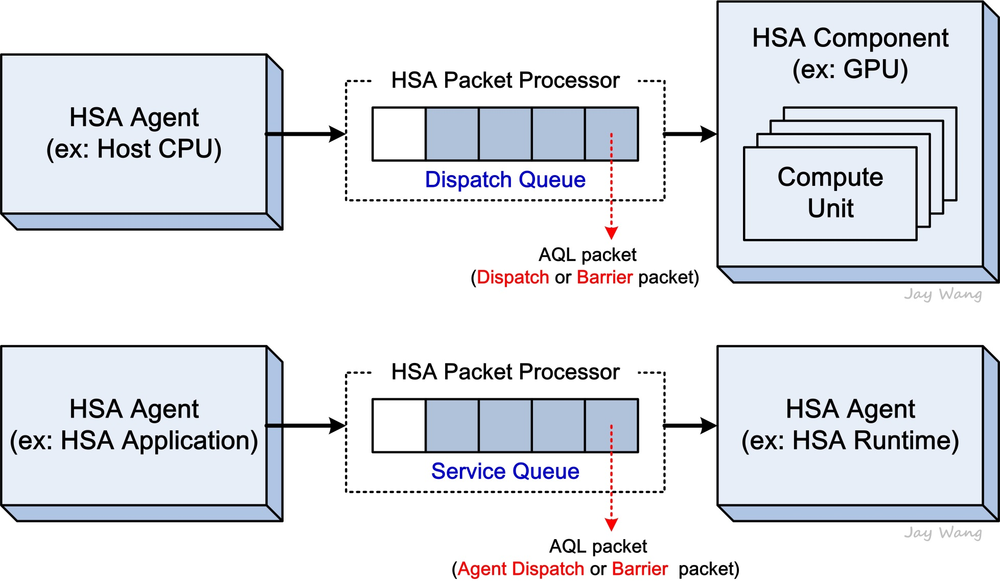 HSA Component
(ex: GPU)
HSA Packet Processor
HSA Agent
(ex: Host CPU)
Dispatch Queue
Compute
Unit
AQL packet
(Dispatch or Barrier packet)
Jay Wang
HSA Packet Processor
HSA Agent
(ex: HSA Application)
HSA Agent
(ex: HSA Runtime)
Service Queue
Jay Wang
AQL packet
(Agent Dispatch or Barrier packet)